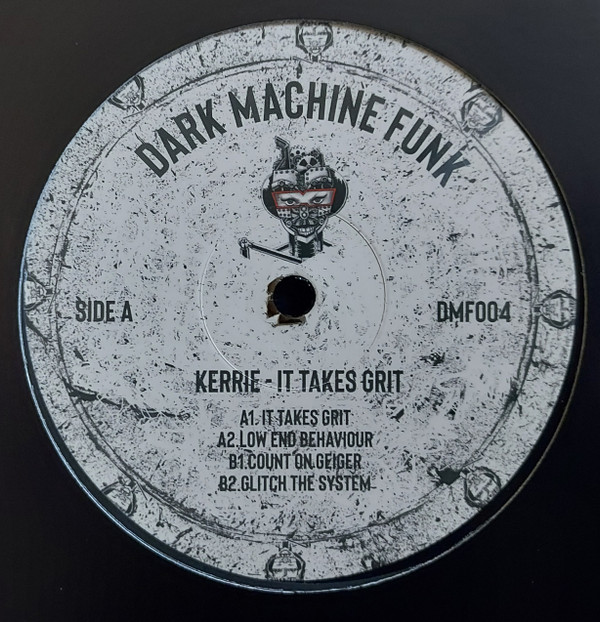 DARK MACHINE FUNK
SIDE A
DMF004
KERRIE - IT TAKES GRIT
A1. IT TAKES GRIT
A2.LOW END BEHAVIOUR
B1.COUNT ON GEIGER
B2.GLITCH THE SYSTEM